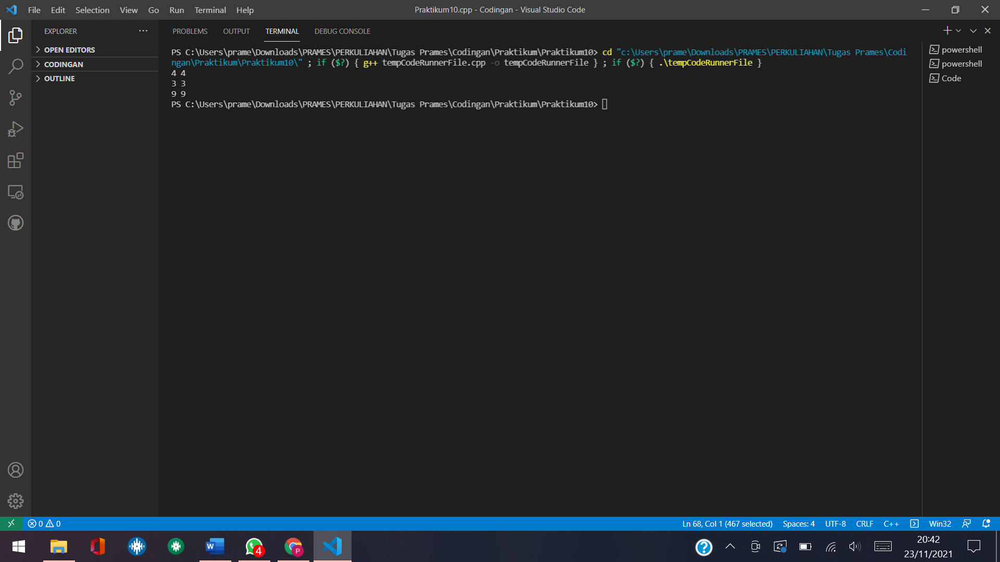 File Edit Selection View Go Run Terminal Help
Praktikum10.cpp - Codingan - Visual Studio Code
EXPLORER
OPEN EDITORS
CODINGAN
OUTLINE
PROBLEMS OUTPUT TERMINAL DEBUG CONSOLE
PS C:\Users\prame\Downloads\PRAMES\PERKULIAHAN\Tugas Prames\Codingan\Praktikum\Praktikum10> cd "c:\Users\prame\Downloads\PRAMES\PERKULIAHAN\Tugas Prames\Codi
ngan\Praktikum\Praktikum10\" ; if ($?) { g++ tempCodeRunnerFile.cpp -o tempCodeRunnerFile } ; if ($?) { .\tempCodeRunnerFile }
4 4
3 3
9 9
PS C:\Users\prame\Downloads\PRAMES\PERKULIAHAN\Tugas Prames\Codingan\Praktikum\Praktikum10>
powershell
powershell
Code
0 0
Ln 68, Col 1 (467 selected) Spaces: 4 UTF-8 CRLF C++ Win32
W 4 P ?
20:42
23/11/2021